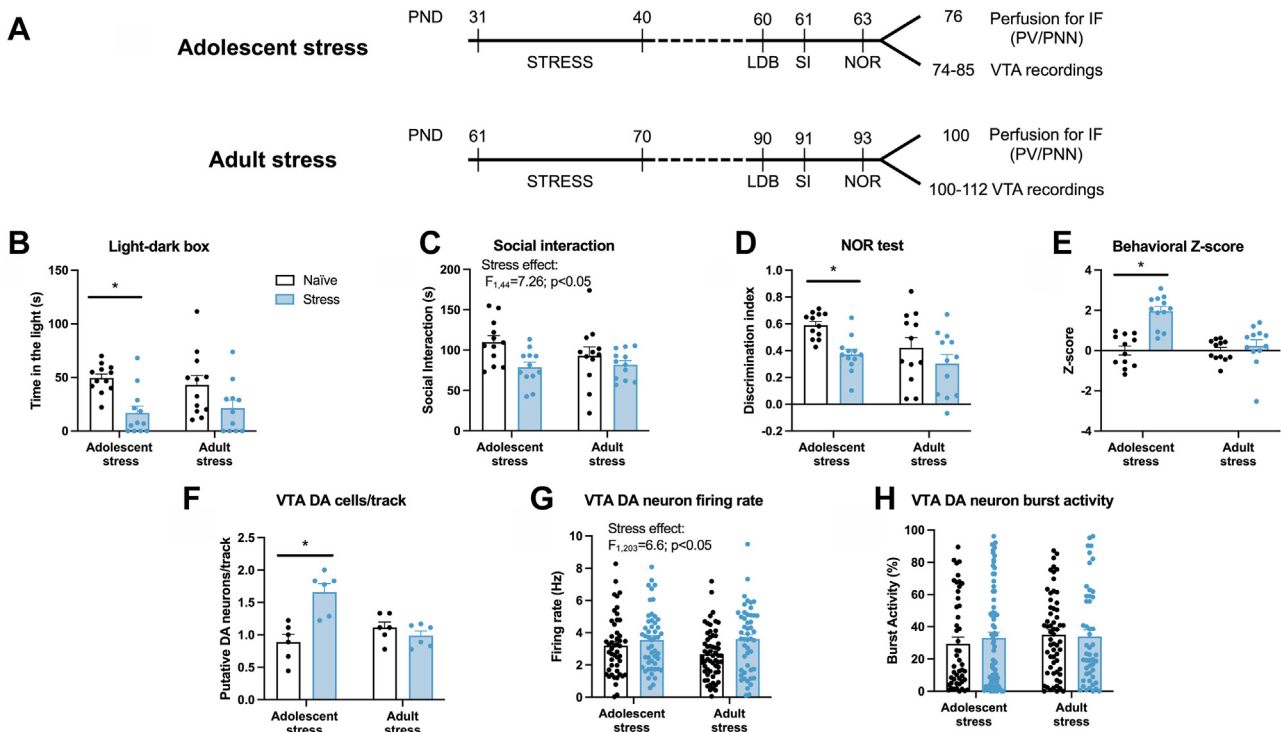 A
Adolescent stress
PND
31
40
60
61
63
STRESS
LDB
SI
NOR
76
Perfusion for IF
(PV/PNN)
74-85
VTA recordings
Adult stress
PND
61
70
90
91
93
STRESS
LDB
SI
NOR
100
Perfusion for IF
(PV/PNN)
100-112 VTA recordings
B
Light-dark box
Time in the light (s)
150
100
50
0
*
Adolescent
stress
Adult
stress
Naïve
Stress
C
Social interaction
Stress effect:
F1,44=7.26; p<0.05
Social Interaction (s)
200
150
100
50
0
Adolescent
stress
Adult
stress
D
NOR test
Discrimination index
1.0
0.8
0.6
0.4
0.2
0.0
-0.2
*
Adolescent
stress
Adult
stress
E
Behavioral Z-score
Z-score
4
2
0
-2
-4
*
Adolescent
stress
Adult
stress
F
VTA DA cells/track
Putative DA neurons/track
2.5
2.0
1.5
1.0
0.5
0.0
*
Adolescent
stress
Adult
stress
G
VTA DA neuron firing rate
Stress effect:
F1,203=6.6; p<0.05
Firing rate (Hz)
10
8
6
4
2
0
Adolescent
stress
Adult
stress
H
VTA DA neuron burst activity
Burst Activity (%)
100
80
60
40
20
0
Adolescent
stress
Adult
stress